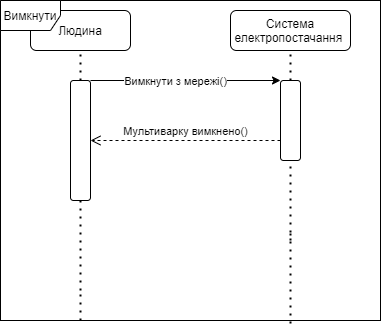 Вимкнути
Людина
Система
електропостачання
Вимкнути з мережі()
Мультиварку вимкнено()